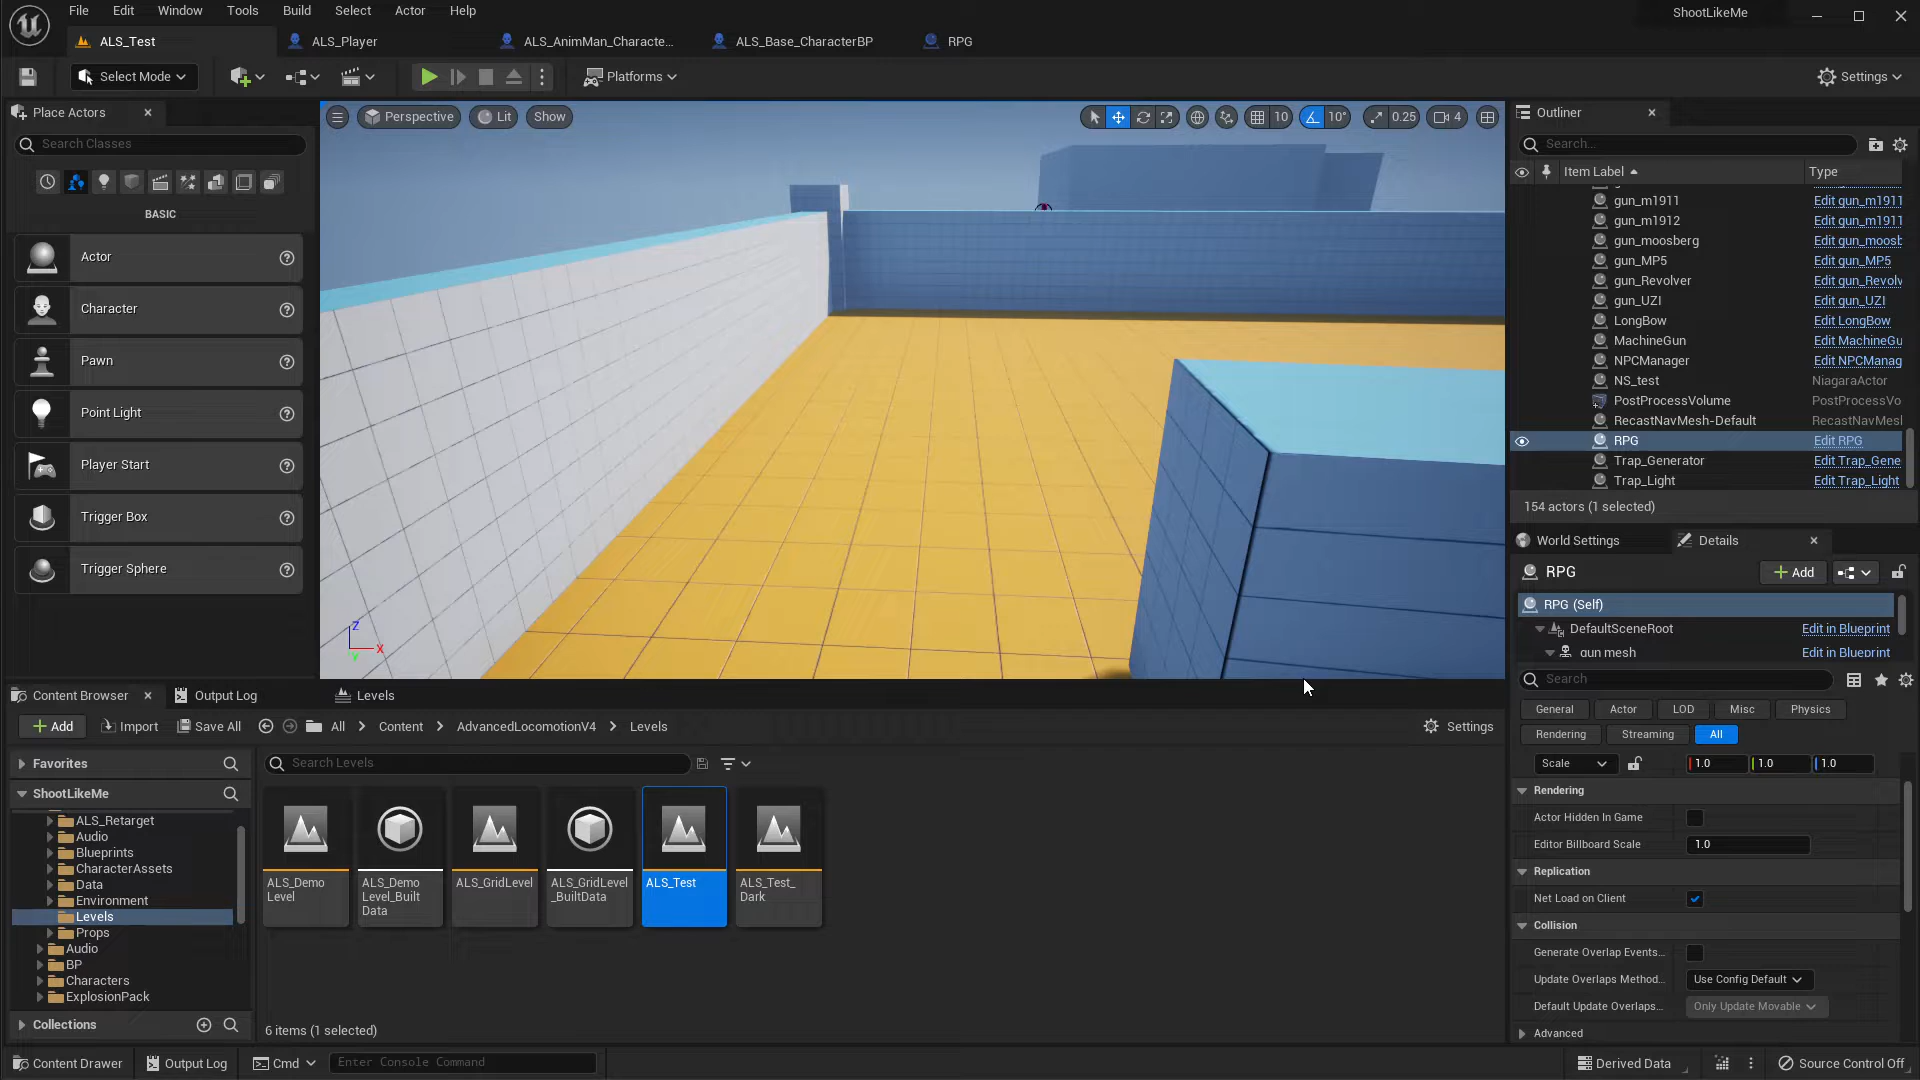 File Edit Window Tools Build Select Actor Help
ShootLikeMe
ALS_Test
ALS_Player
ALS_AnimMan_Characte...
ALS_Base_CharacterBP
RPG
Select Mode
Platforms
Settings
Place Actors
Search Classes
BASIC
Actor
Character
Pawn
Point Light
Player Start
Trigger Box
Trigger Sphere
Perspective
Lit
Show
10
10°
0.25
4
Z
X
Y
Outliner
Search...
Item Label
Type
gun_m1911 Edit gun_m1911
gun_m1912 Edit gun_m1911
gun_moosberg Edit gun_moosb
gun_MP5 Edit gun_MP5
gun_Revolver Edit gun_Revolv
gun_UZI Edit gun_UZI
LongBow Edit LongBow
MachineGun Edit MachineGu
NPCManager Edit NPCManag
NS_test NiagaraActor
PostProcessVolume PostProcessVo
RecastNavMesh-Default RecastNavMesh
RPG Edit RPG
Trap_Generator Edit Trap_Gene
Trap_Light Edit Trap_Light
154 actors (1 selected)
World Settings
Details
RPG
Add
RPG (Self)
DefaultSceneRoot Edit in Blueprint
gun mesh Edit in Blueprint
Search
General Actor LOD Misc Physics
Rendering Streaming All
Scale 1.0 1.0 1.0
Rendering
Actor Hidden In Game
Editor Billboard Scale 1.0
Replication
Net Load on Client
Collision
Generate Overlap Events...
Update Overlaps Method... Use Config Default
Default Update Overlaps... Only Update Movable
Advanced
Content Browser
Output Log
Levels
Add
Import
Save All
All
Content
AdvancedLocomotionV4
Levels
Settings
Favorites
ShootLikeMe
ALS_Retarget
Audio
Blueprints
CharacterAssets
Data
Environment
Levels
Props
Audio
BP
Characters
ExplosionPack
Collections
Search Levels
ALS_Demo
Level
ALS_Demo
Level_Built
Data
ALS_GridLevel
ALS_GridLevel
_BuiltData
ALS_Test
ALS_Test_
Dark
6 items (1 selected)
Content Drawer
Output Log
Cmd
Enter Console Command
Derived Data
Source Control Off